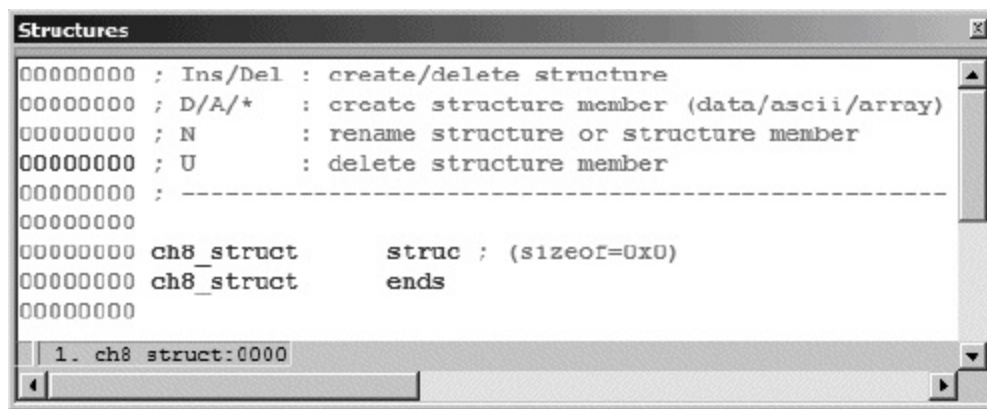 Structures
00000000 ; Ins/Del : create/delete structure
00000000 ; D/A/*   : create structure member (data/ascii/array)
00000000 ; N       : rename structure or structure member
00000000 ; U       : delete structure member
00000000 ; ----------------------------------------------------
00000000
00000000 ch8_struct      struc ; (sizeof=0x0)
00000000 ch8_struct      ends
00000000
1. ch8_struct:0000